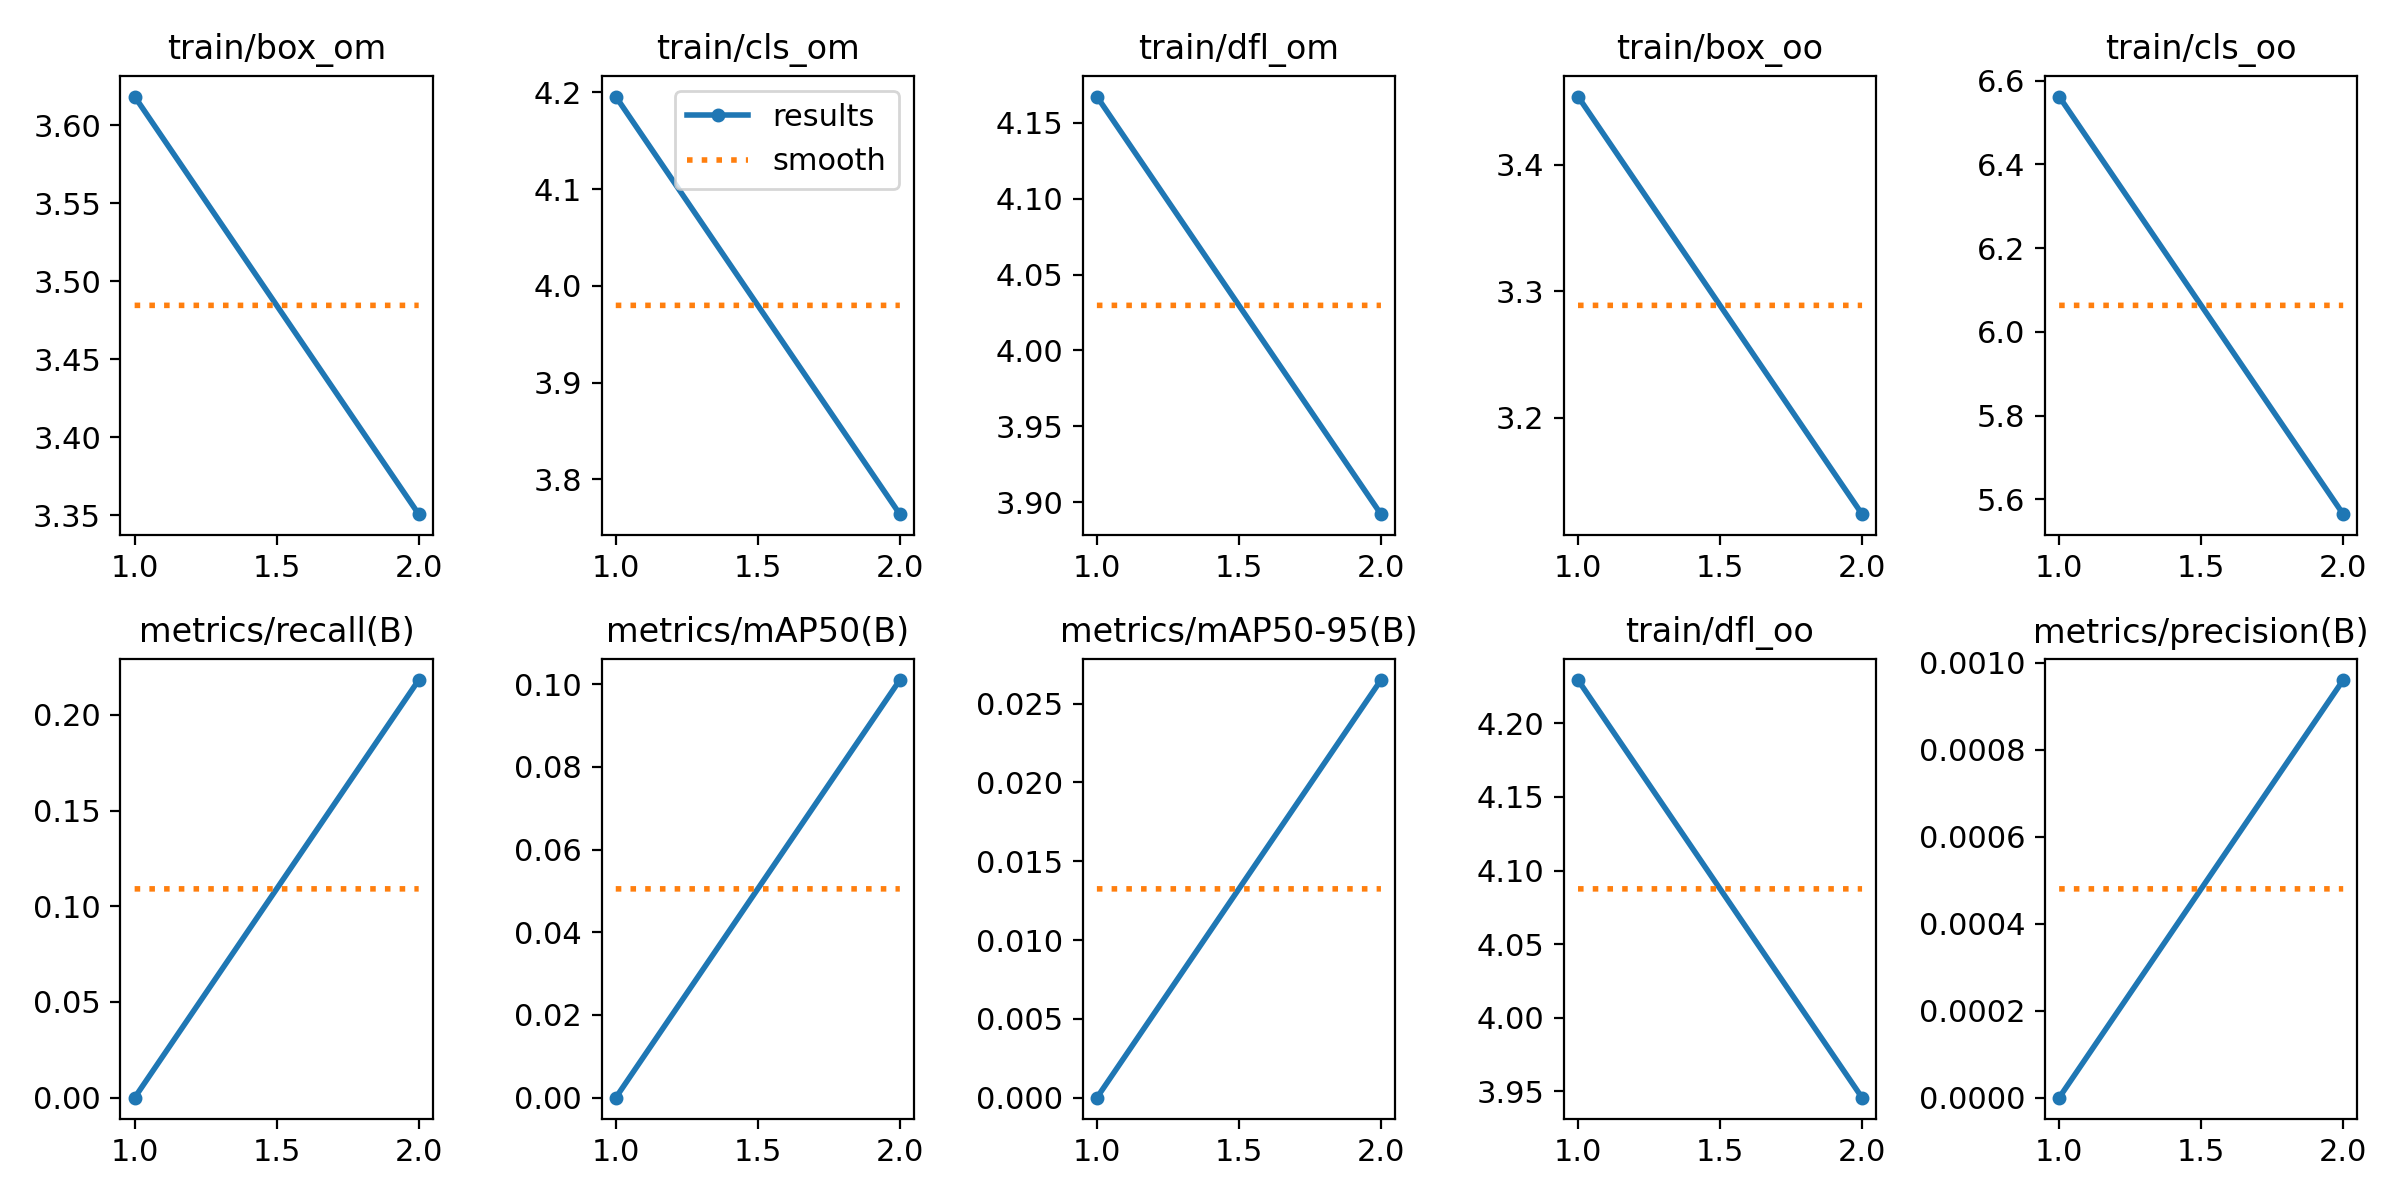 train/box_om
3.60
3.55
3.50
3.45
3.40
3.35
1.0 1.5 2.0
train/cls_om
4.2
4.1
4.0
3.9
3.8
1.0 1.5 2.0
results
smooth
train/dfl_om
4.15
4.10
4.05
4.00
3.95
3.90
1.0 1.5 2.0
train/box_oo
3.4
3.3
3.2
1.0 1.5 2.0
train/cls_oo
6.6
6.4
6.2
6.0
5.8
5.6
1.0 1.5 2.0
metrics/recall(B)
0.20
0.15
0.10
0.05
0.00
1.0 1.5 2.0
metrics/mAP50(B)
0.10
0.08
0.06
0.04
0.02
0.00
1.0 1.5 2.0
metrics/mAP50-95(B)
0.025
0.020
0.015
0.010
0.005
0.000
1.0 1.5 2.0
train/dfl_oo
4.20
4.15
4.10
4.05
4.00
3.95
1.0 1.5 2.0
metrics/precision(B)
0.0010
0.0008
0.0006
0.0004
0.0002
0.0000
1.0 1.5 2.0